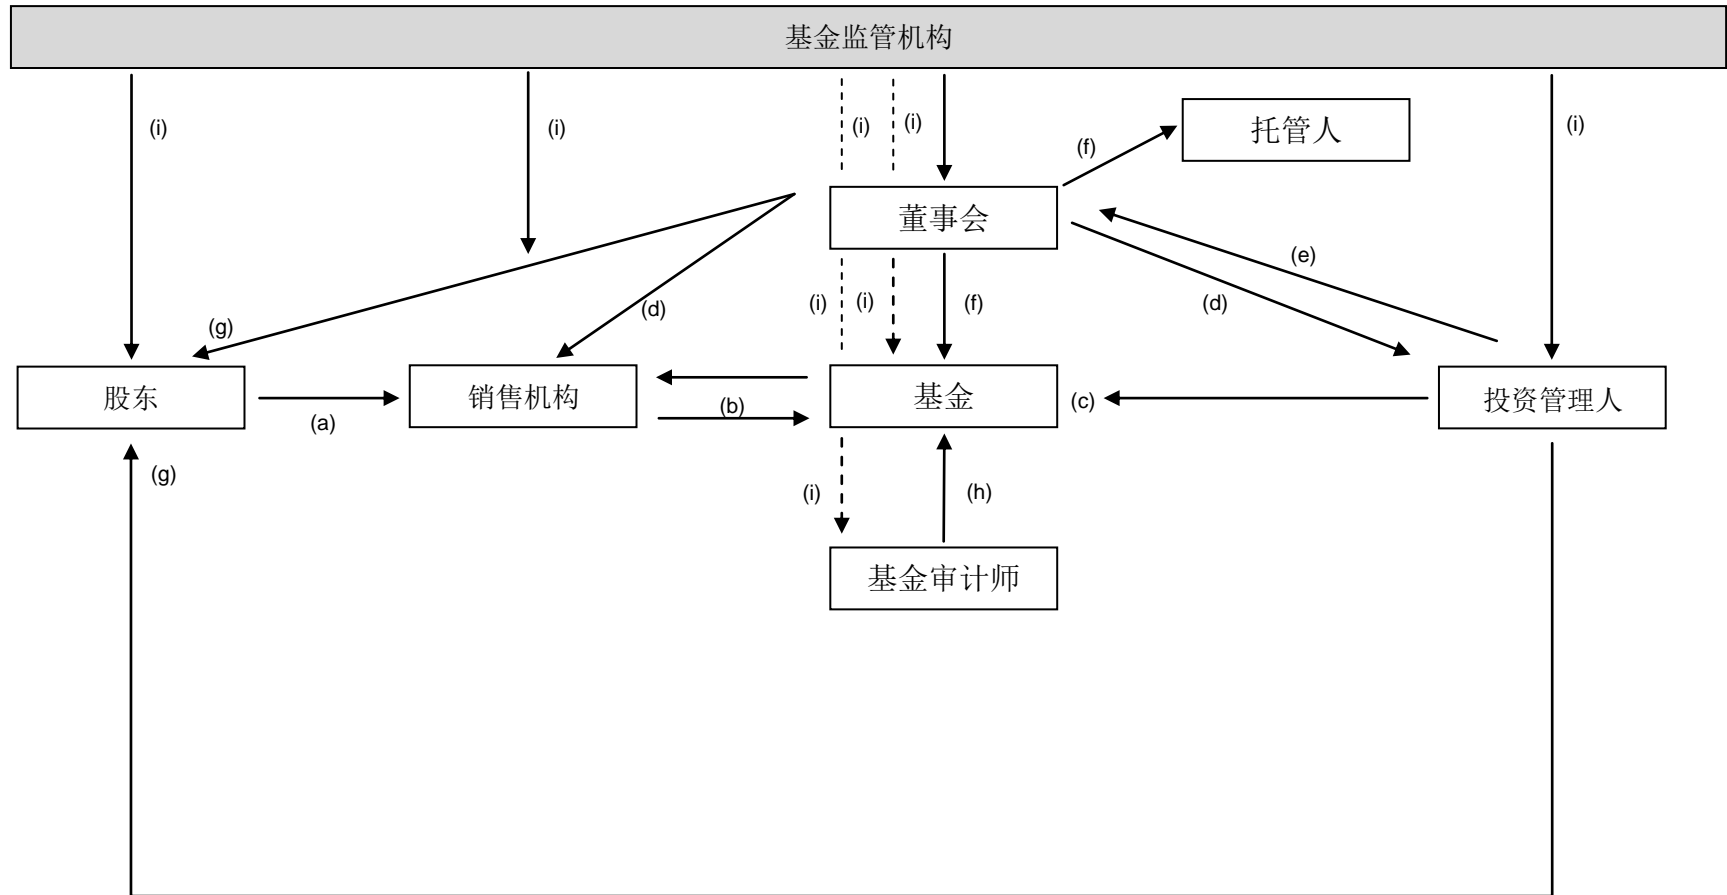 基金监管机构
(i)
(i)
(i)
(i)
(i)
托管人
(f)
董事会
(e)
(i)
(i)
(f)
(d)
(d)
(g)
股东
销售机构
基金
投资管理人
(a)
(b)
(c)
(g)
(i)
(h)
基金审计师